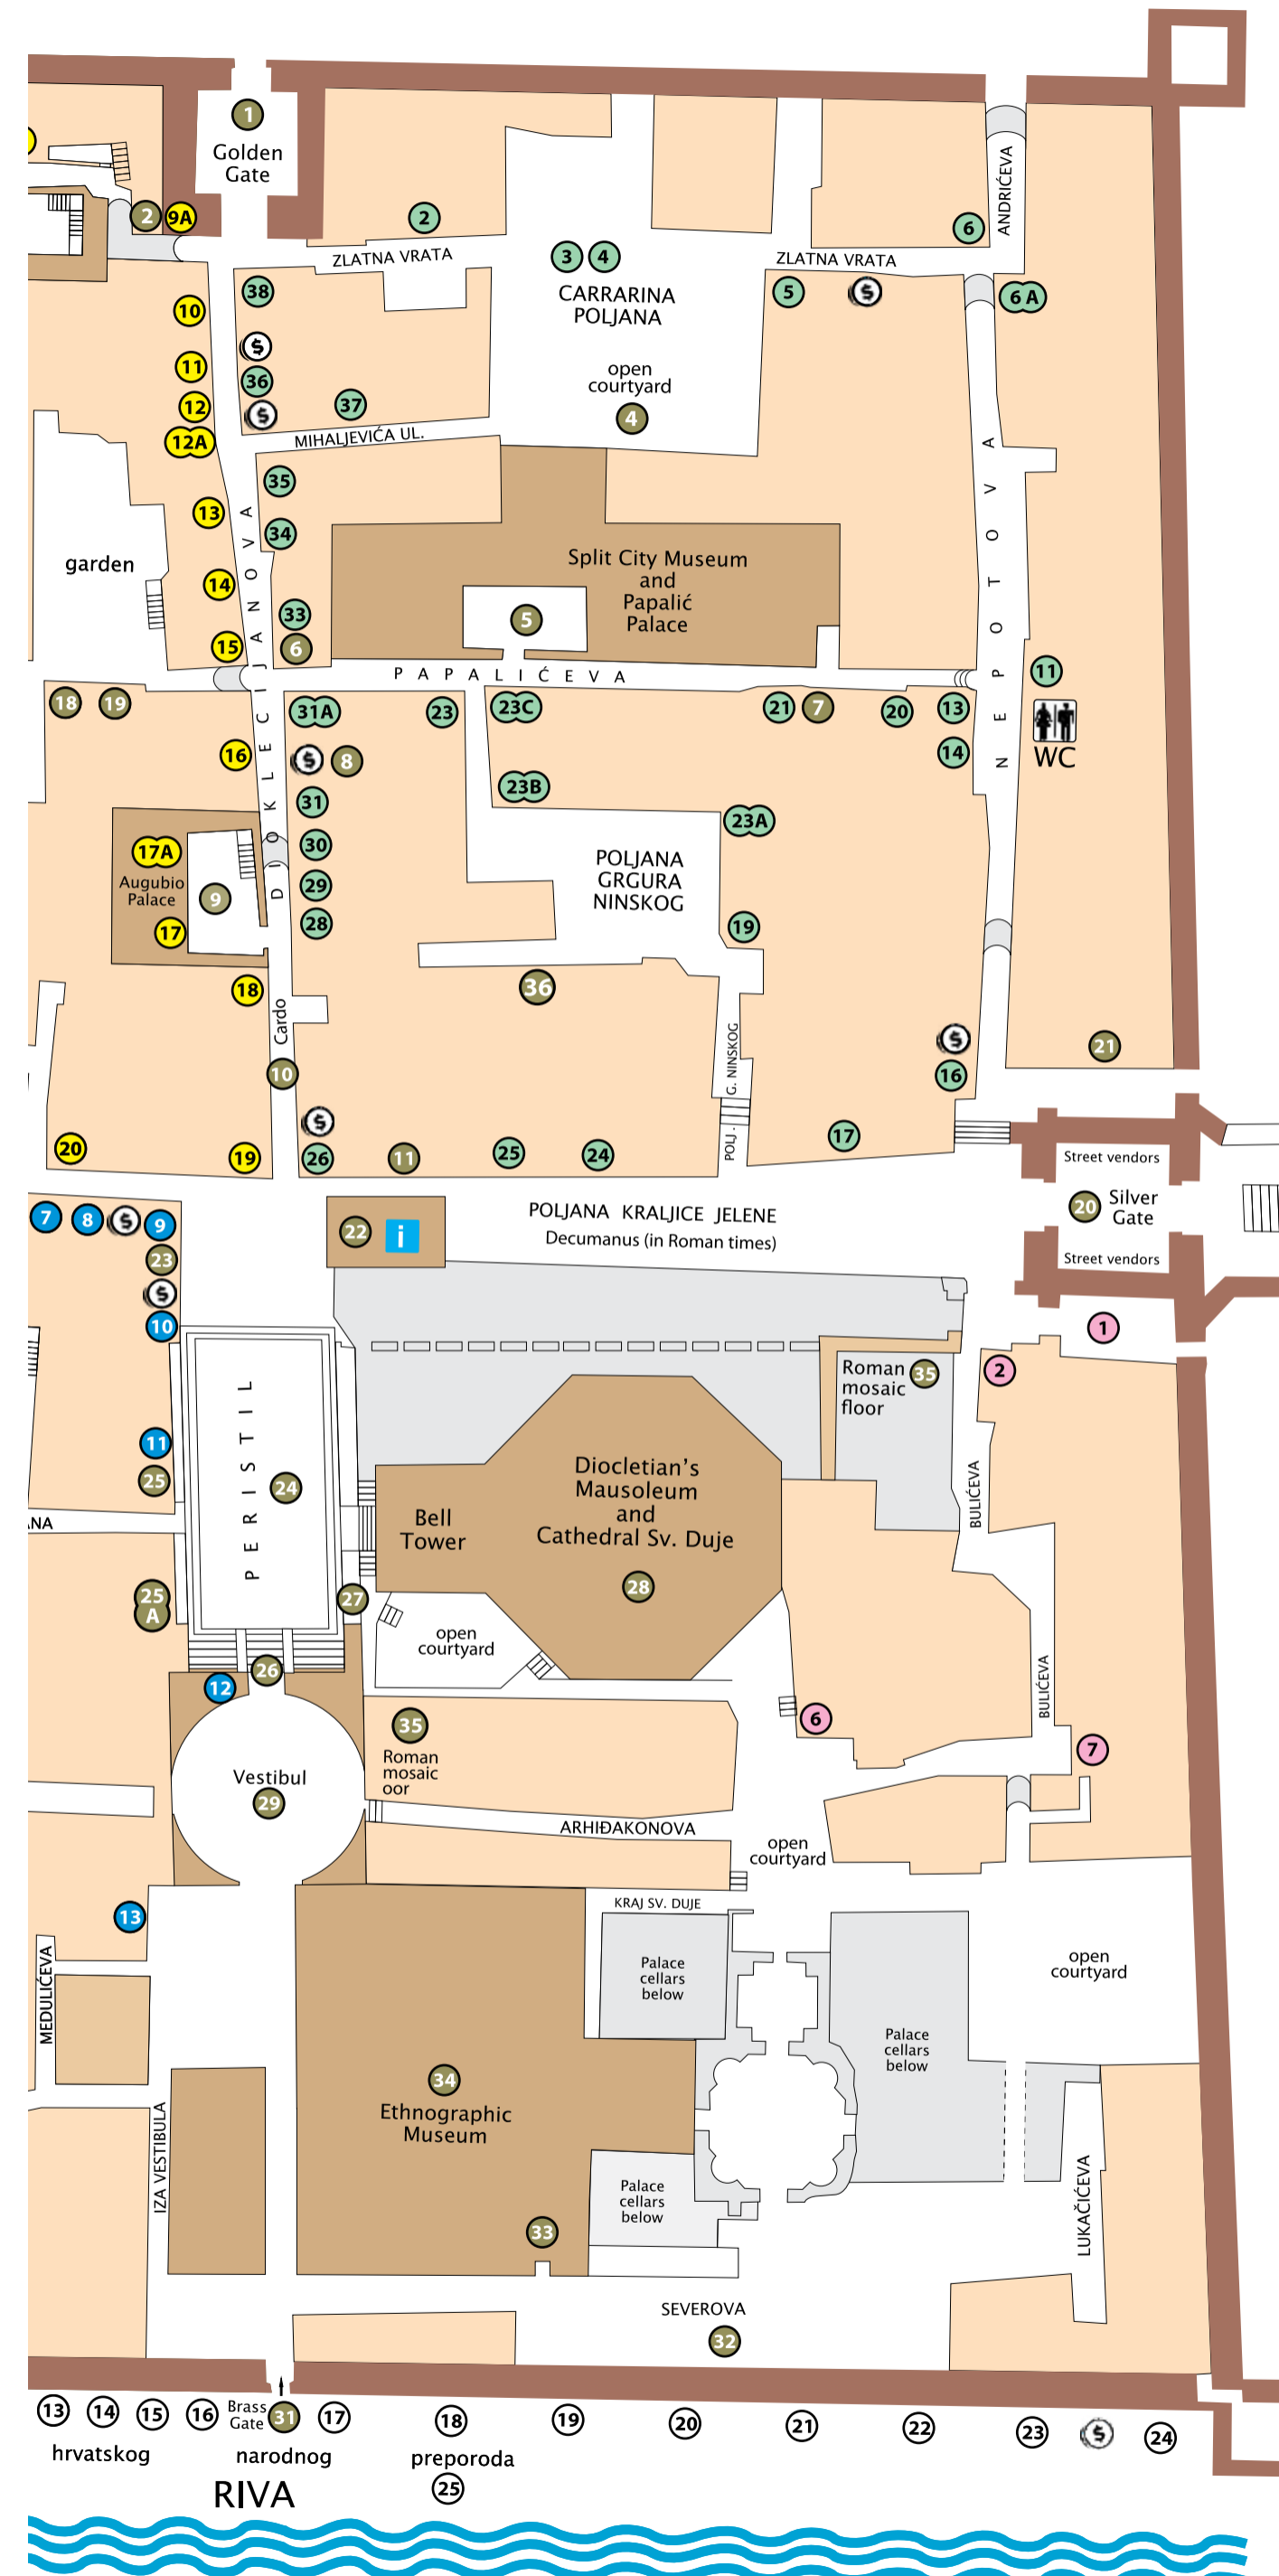 1
Golden
Gate
2
9A
2
ZLATNA VRATA
3
4
CARRARINA
POLJANA
open
courtyard
4
6
ANDRIĆEVA
ZLATNA VRATA
5
$
6 A
10
38
$
11
36
12
$
37
12A
MIHALJEVIĆA UL.
35
13
34
garden
14
33
15
6
Split City Museum
and
Papalić
Palace
5
PAPALIĆEVA
NEPOTOVA
11
WC
18
19
31A
23
23C
21
7
20
13
14
16
$
8
DIOKLECIJANOVA
31
23B
23A
30
17A
Augubio
Palace
9
29
17
28
POLJANA
GRGURA
NINSKOG
19
18
36
Cardo
10
G. NINSKOG
POLJ.
$
16
21
20
19
$
26
11
25
24
17
Street vendors
20
Silver
Gate
Street vendors
7
8
$
9
22
i
POLJANA KRALJICE JELENE
Decumanus (in Roman times)
23
$
10
1
2
Roman
mosaic
floor
35
11
25
PERISTIL
24
ANA
Bell
Tower
Diocletian's
Mausoleum
and
Cathedral Sv. Duje
28
BULIĆEVA
25
A
27
open
courtyard
26
12
BULIĆEVA
35
Roman
mosaic
oor
6
7
Vestibul
29
ARHIĐAKONOVA
open
courtyard
KRAJ SV. DUJE
13
MEDULIĆEVA
Palace
cellars
below
open
courtyard
Palace
cellars
below
34
Ethnographic
Museum
IZA VESTIBULA
Palace
cellars
below
LUKAČIĆEVA
33
SEVEROVA
32
13
14
15
16
Brass
Gate
31
17
18
19
20
21
22
23
$
24
hrvatskog
narodnog
preporoda
RIVA
25